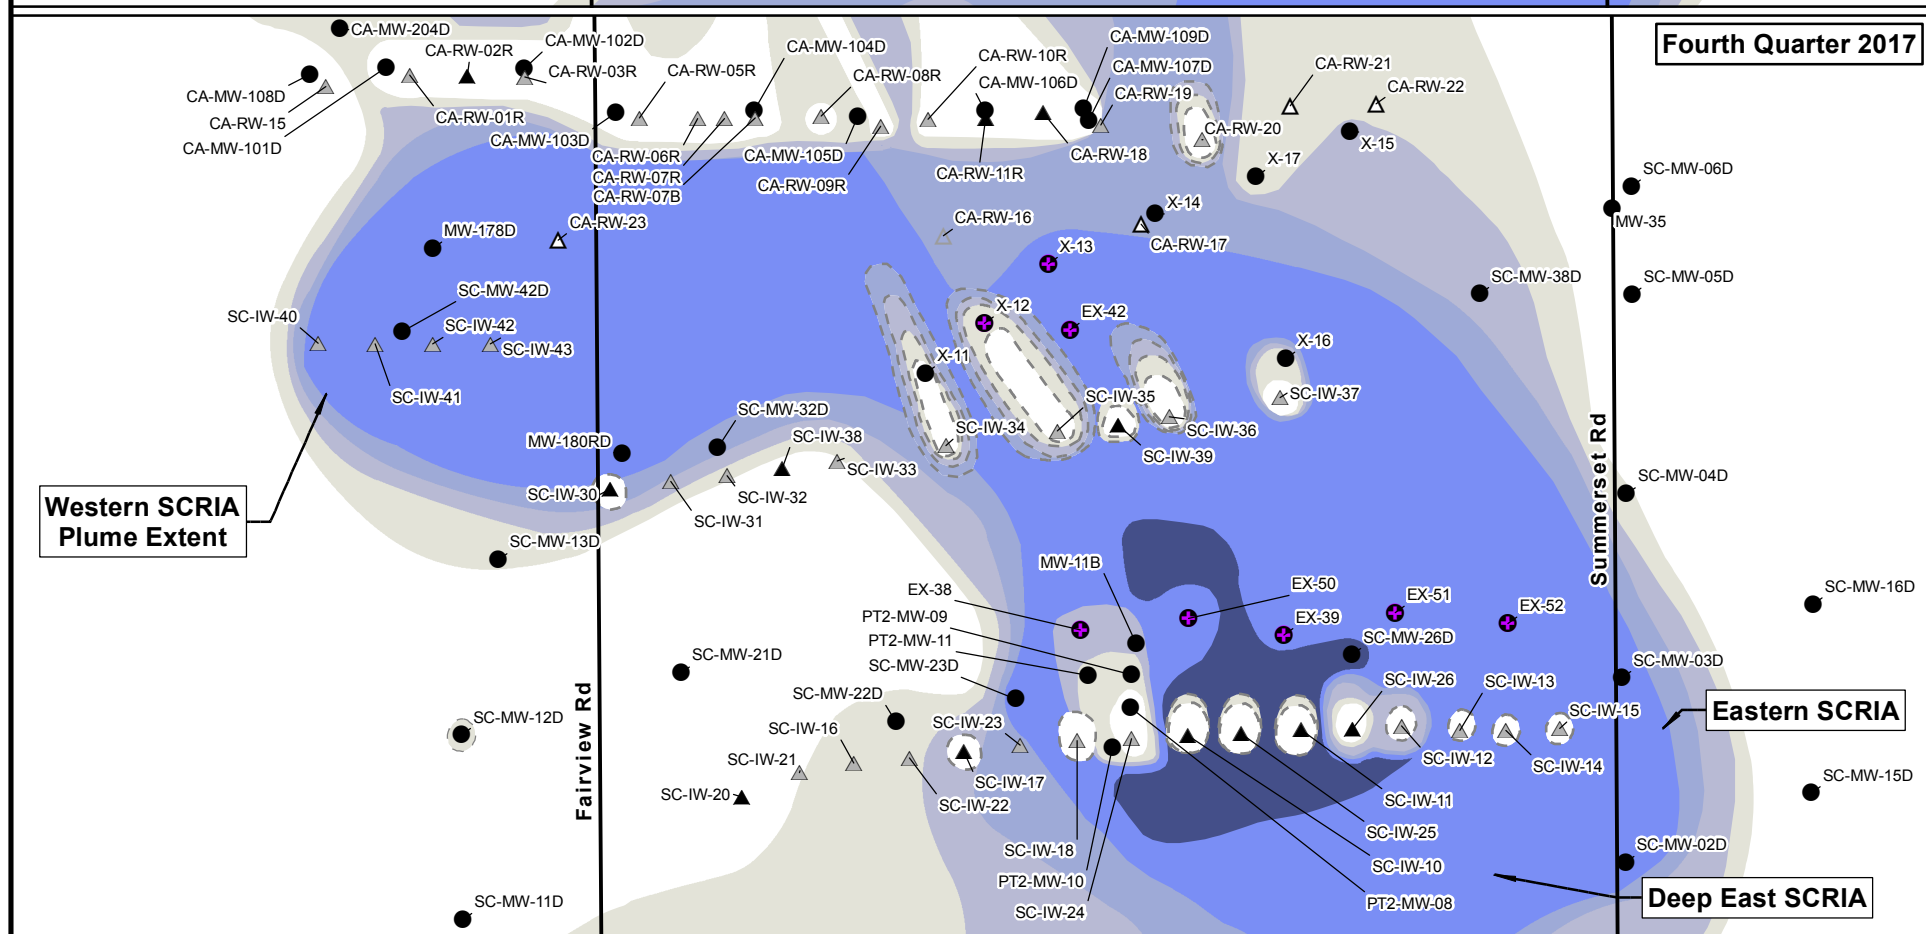 Fourth Quarter 2017
CA-MW-204D
CA-RW-02R
CA-MW-102D
CA-RW-03R
CA-MW-108D
CA-RW-15
CA-MW-101D
CA-RW-01R
CA-MW-103D
CA-RW-05R
CA-MW-104D
CA-RW-08R
CA-RW-10R
CA-MW-106D
CA-MW-109D
CA-MW-107D
CA-RW-19
CA-RW-21
CA-RW-22
CA-RW-06R
CA-RW-07R
CA-RW-07B
CA-MW-105D
CA-RW-09R
CA-RW-11R
CA-RW-18
CA-RW-20
X-17
X-15
SC-MW-06D
MW-35
MW-178D
CA-RW-23
CA-RW-16
X-14
CA-RW-17
X-13
SC-MW-38D
SC-MW-05D
SC-MW-42D
SC-IW-40
SC-IW-42
SC-IW-43
SC-IW-41
X-12
EX-42
X-11
X-16
SC-IW-37
SC-IW-35
SC-IW-36
SC-IW-34
SC-IW-39
SC-MW-32D
SC-IW-38
SC-IW-33
MW-180RD
SC-IW-30
SC-IW-32
SC-IW-31
Western SCRIA
Plume Extent
SC-MW-13D
Summerset Rd
SC-MW-04D
MW-11B
EX-50
EX-38
PT2-MW-09
PT2-MW-11
SC-MW-23D
EX-39
EX-51
EX-52
SC-MW-26D
SC-MW-16D
SC-MW-03D
SC-MW-21D
SC-MW-22D
SC-IW-26
SC-IW-13
SC-IW-15
Eastern SCRIA
Fairview Rd
SC-MW-12D
SC-IW-16
SC-IW-23
SC-IW-21
SC-IW-20
SC-IW-17
SC-IW-22
SC-IW-12
SC-IW-14
SC-MW-15D
SC-IW-11
SC-IW-25
SC-IW-18
SC-IW-10
PT2-MW-10
SC-IW-24
PT2-MW-08
SC-MW-02D
Deep East SCRIA
SC-MW-11D